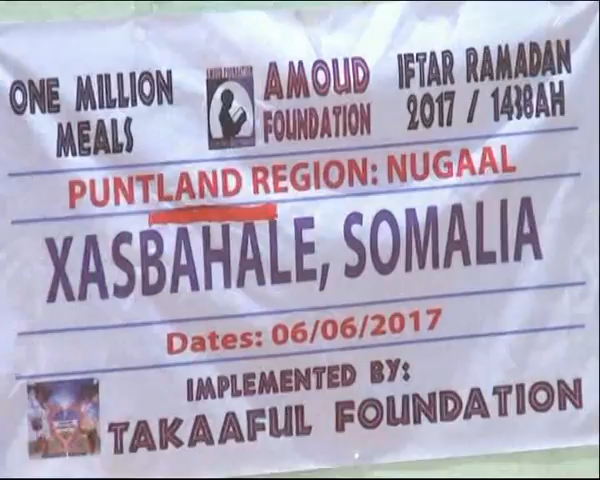 ONE MILLION MEALS
AMOUD FOUNDATION
IFTAR RAMADAN 2017 / 1438AH
PUNTLAND REGION: NUGAAL
XASBAHALE, SOMALIA
Dates: 06/06/2017
IMPLEMENTED BY:
TAKAAFUL FOUNDATION